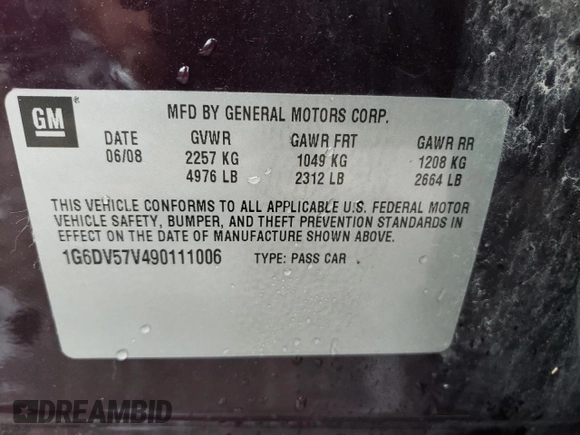 GM
MFD BY GENERAL MOTORS CORP.
DATE GVWR GAWR FRT GAWR RR
06/08 2257 KG 1049 KG 1208 KG
4976 LB 2312 LB 2664 LB
THIS VEHICLE CONFORMS TO ALL APPLICABLE U.S. FEDERAL MOTOR
VEHICLE SAFETY, BUMPER, AND THEFT PREVENTION STANDARDS IN
EFFECT ON THE DATE OF MANUFACTURE SHOWN ABOVE.
1G6DV57V490111006 TYPE: PASS CAR
DREAMBID